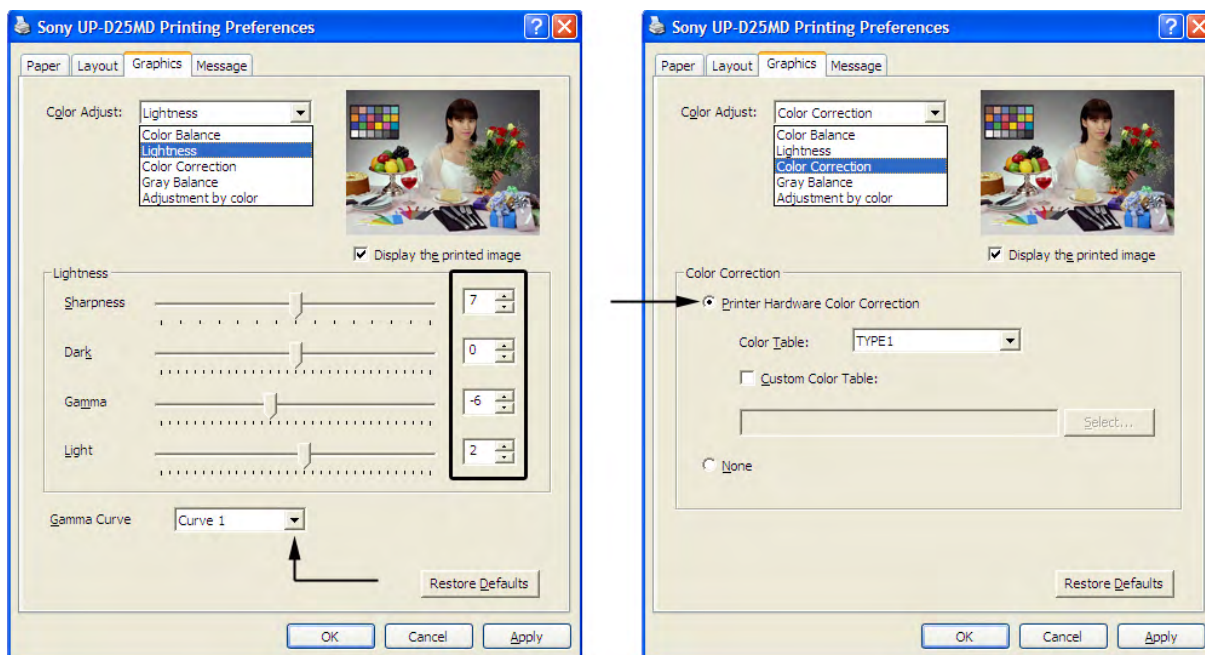 Sony UP-D25MD Printing Preferences
Paper Layout Graphics Message
Color Adjust: Lightness
Color Balance
Lightness
Color Correction
Gray Balance
Adjustment by color
Display the printed image
Lightness
Sharpness 7
Dark 0
Gamma -6
Light 2
Gamma Curve Curve 1
Restore Defaults
OK Cancel Apply
Sony UP-D25MD Printing Preferences
Paper Layout Graphics Message
Color Adjust: Color Correction
Color Balance
Lightness
Color Correction
Gray Balance
Adjustment by color
Display the printed image
Color Correction
Printer Hardware Color Correction
Color Table: TYPE1
Custom Color Table:
Select...
None
Restore Defaults
OK Cancel Apply